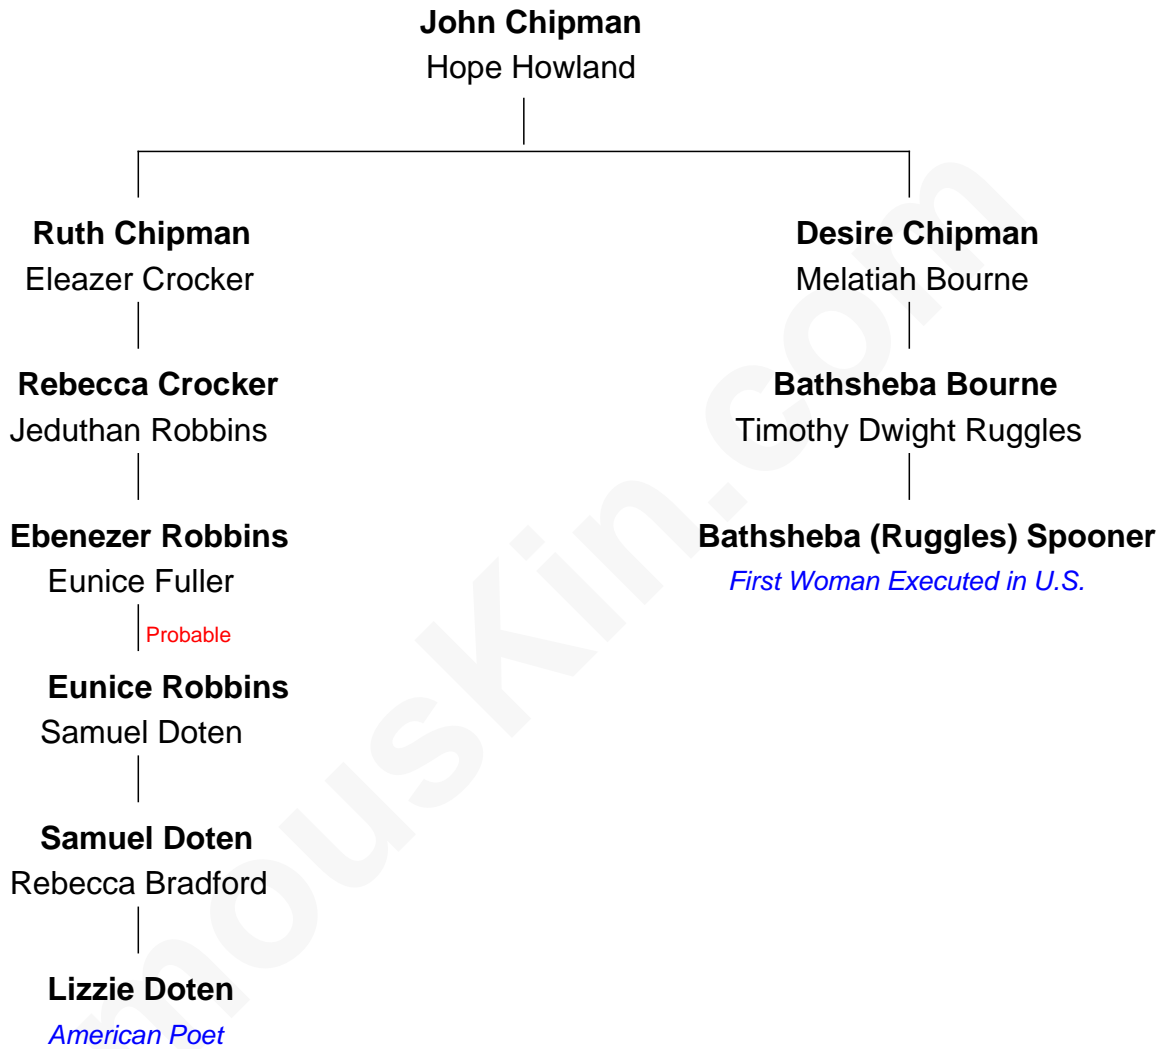 John Chipman
Hope Howland
Ruth Chipman
Eleazer Crocker
Desire Chipman
Melatiah Bourne
Rebecca Crocker
Jeduthan Robbins
Bathsheba Bourne
Timothy Dwight Ruggles
Ebenezer Robbins
Eunice Fuller
Bathsheba (Ruggles) Spooner
First Woman Executed in U.S.
Probable
Eunice Robbins
Samuel Doten
Samuel Doten
Rebecca Bradford
Lizzie Doten
American Poet
mouskin.com